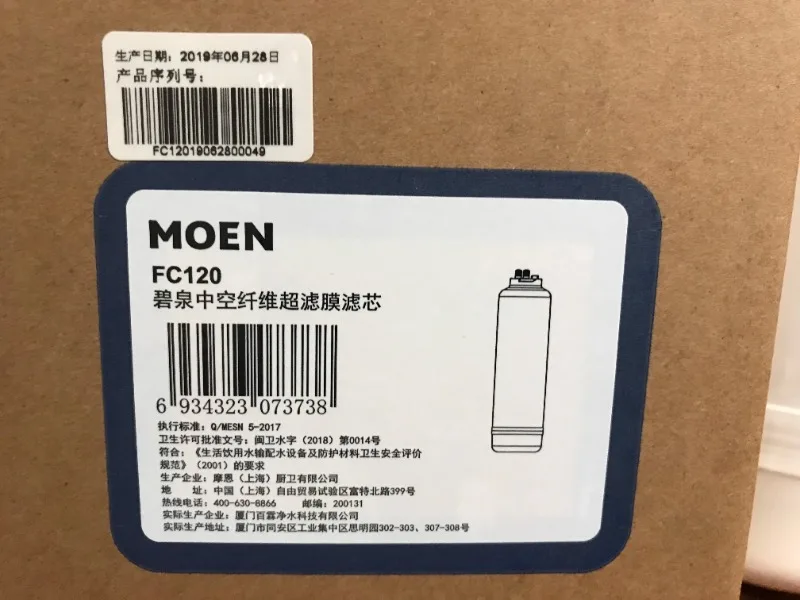 生产日期：2019年06月28日
产品序列号：
FC12019062800049
MOEN
FC120
碧泉中空纤维超滤膜滤芯
6 934323 073738
执行标准：Q/MESN 5-2017
卫生许可批准文号：闽卫水字（2018）第0014号
符合：《生活饮用水输配水设备及防护材料卫生安全评价
规范》（2001）的要求
生产企业：摩恩（上海）厨卫有限公司
地 址：中国（上海）自由贸易试验区富特北路399号
热线电话：400-630-8866 邮编：200131
实际生产企业：厦门百霖净水科技有限公司
实际生产地址：厦门市同安区工业集中区思明园302-303、307-308号